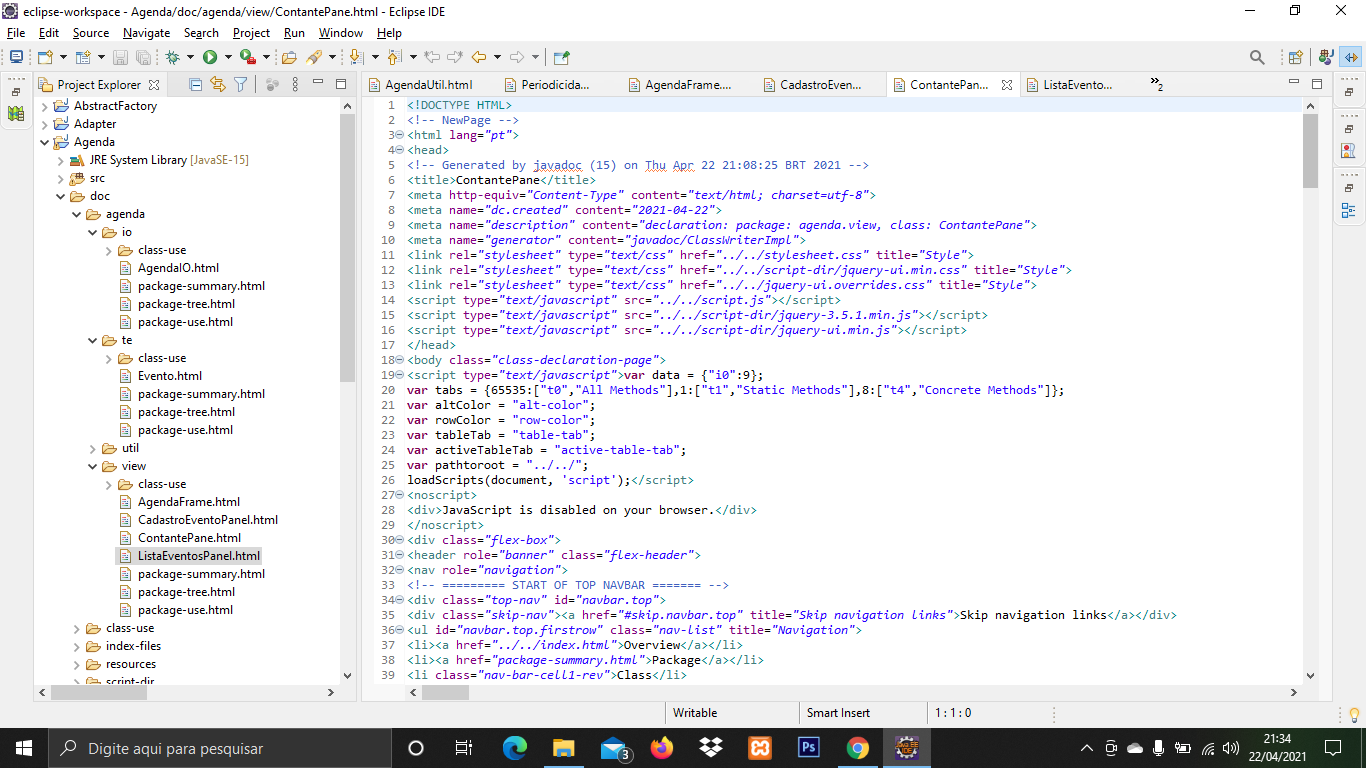 eclipse-workspace - Agenda/doc/agenda/view/ContantePane.html - Eclipse IDE
File Edit Source Navigate Search Project Run Window Help
Project Explorer
AgendaUtil.html
Periodicida...
AgendaFrame....
CadastroEven...
ContantePan...
ListaEvento...
»2
AbstractFactory
Adapter
Agenda
JRE System Library [JavaSE-15]
src
doc
agenda
io
class-use
AgendaIO.html
package-summary.html
package-tree.html
package-use.html
te
class-use
Evento.html
package-summary.html
package-tree.html
package-use.html
util
view
class-use
AgendaFrame.html
CadastroEventoPanel.html
ContantePane.html
ListaEventosPanel.html
package-summary.html
package-tree.html
package-use.html
class-use
index-files
resources
script-dir
1 <!DOCTYPE HTML>
2 <!-- NewPage -->
3 <html lang="pt">
4 <head>
5 <!-- Generated by javadoc (15) on Thu Apr 22 21:08:25 BRT 2021 -->
6 <title>ContantePane</title>
7 <meta http-equiv="Content-Type" content="text/html; charset=utf-8">
8 <meta name="dc.created" content="2021-04-22">
9 <meta name="description" content="declaration: package: agenda.view, class: ContantePane">
10 <meta name="generator" content="javadoc/ClassWriterImpl">
11 <link rel="stylesheet" type="text/css" href="../../stylesheet.css" title="Style">
12 <link rel="stylesheet" type="text/css" href="../../script-dir/jquery-ui.min.css" title="Style">
13 <link rel="stylesheet" type="text/css" href="../../jquery-ui.overrides.css" title="Style">
14 <script type="text/javascript" src="../../script.js"></script>
15 <script type="text/javascript" src="../../script-dir/jquery-3.5.1.min.js"></script>
16 <script type="text/javascript" src="../../script-dir/jquery-ui.min.js"></script>
17 </head>
18 <body class="class-declaration-page">
19 <script type="text/javascript">var data = {"i0":9};
20 var tabs = {65535:["t0","All Methods"],1:["t1","Static Methods"],8:["t4","Concrete Methods"]};
21 var altColor = "alt-color";
22 var rowColor = "row-color";
23 var tableTab = "table-tab";
24 var activeTableTab = "active-table-tab";
25 var pathtoroot = "../../";
26 loadScripts(document, 'script');</script>
27 <noscript>
28 <div>JavaScript is disabled on your browser.</div>
29 </noscript>
30 <div class="flex-box">
31 <header role="banner" class="flex-header">
32 <nav role="navigation">
33 <!-- ========= START OF TOP NAVBAR ======= -->
34 <div class="top-nav" id="navbar.top">
35 <div class="skip-nav"><a href="#skip.navbar.top" title="Skip navigation links">Skip navigation links</a></div>
36 <ul id="navbar.top.firstrow" class="nav-list" title="Navigation">
37 <li><a href="../../index.html">Overview</a></li>
38 <li><a href="package-summary.html">Package</a></li>
39 <li class="nav-bar-cell1-rev">Class</li>
Writable
Smart Insert
1 : 1 : 0
Digite aqui para pesquisar
3
Ps
JAVA EE
IDE
21:34
22/04/2021